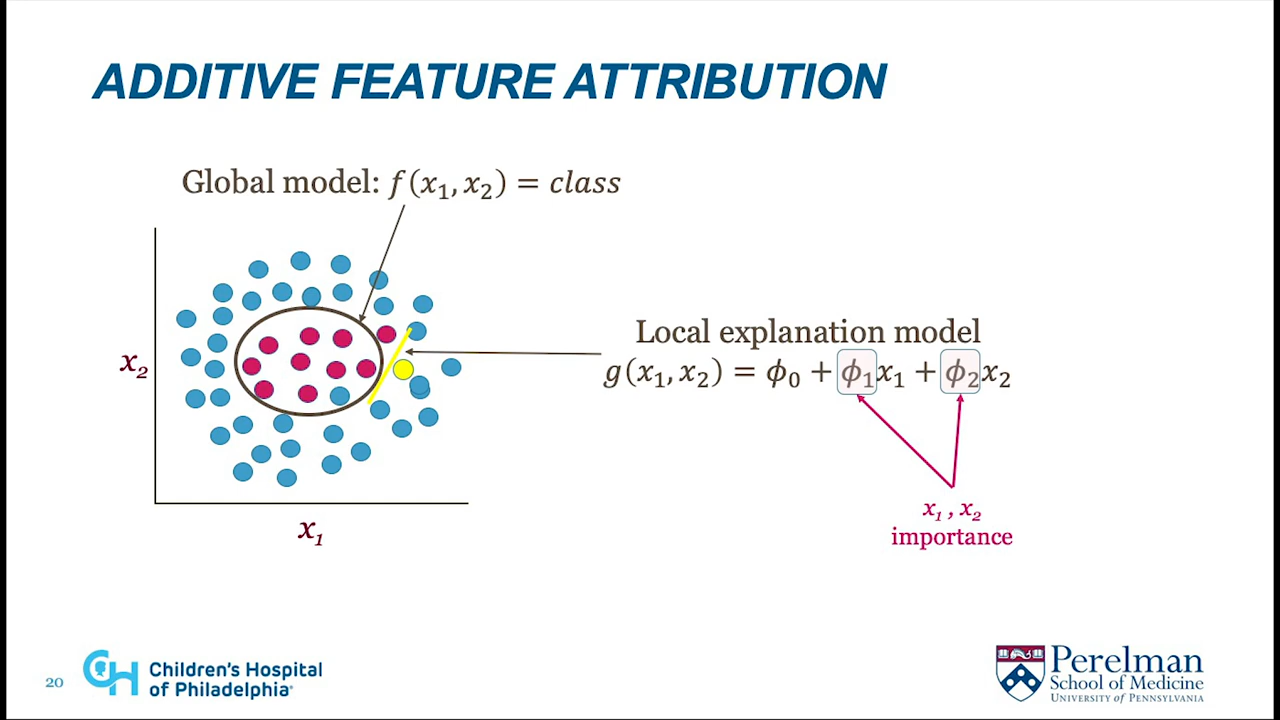 ADDITIVE FEATURE ATTRIBUTION
Global model: f(x₁, x₂) = class
x₂
x₁
Local explanation model
g(x₁, x₂) = ϕ₀ + ϕ₁x₁ + ϕ₂x₂
x₁ , x₂
importance
20
CH
Children's Hospital
of Philadelphia
Perelman
School of Medicine
University of Pennsylvania